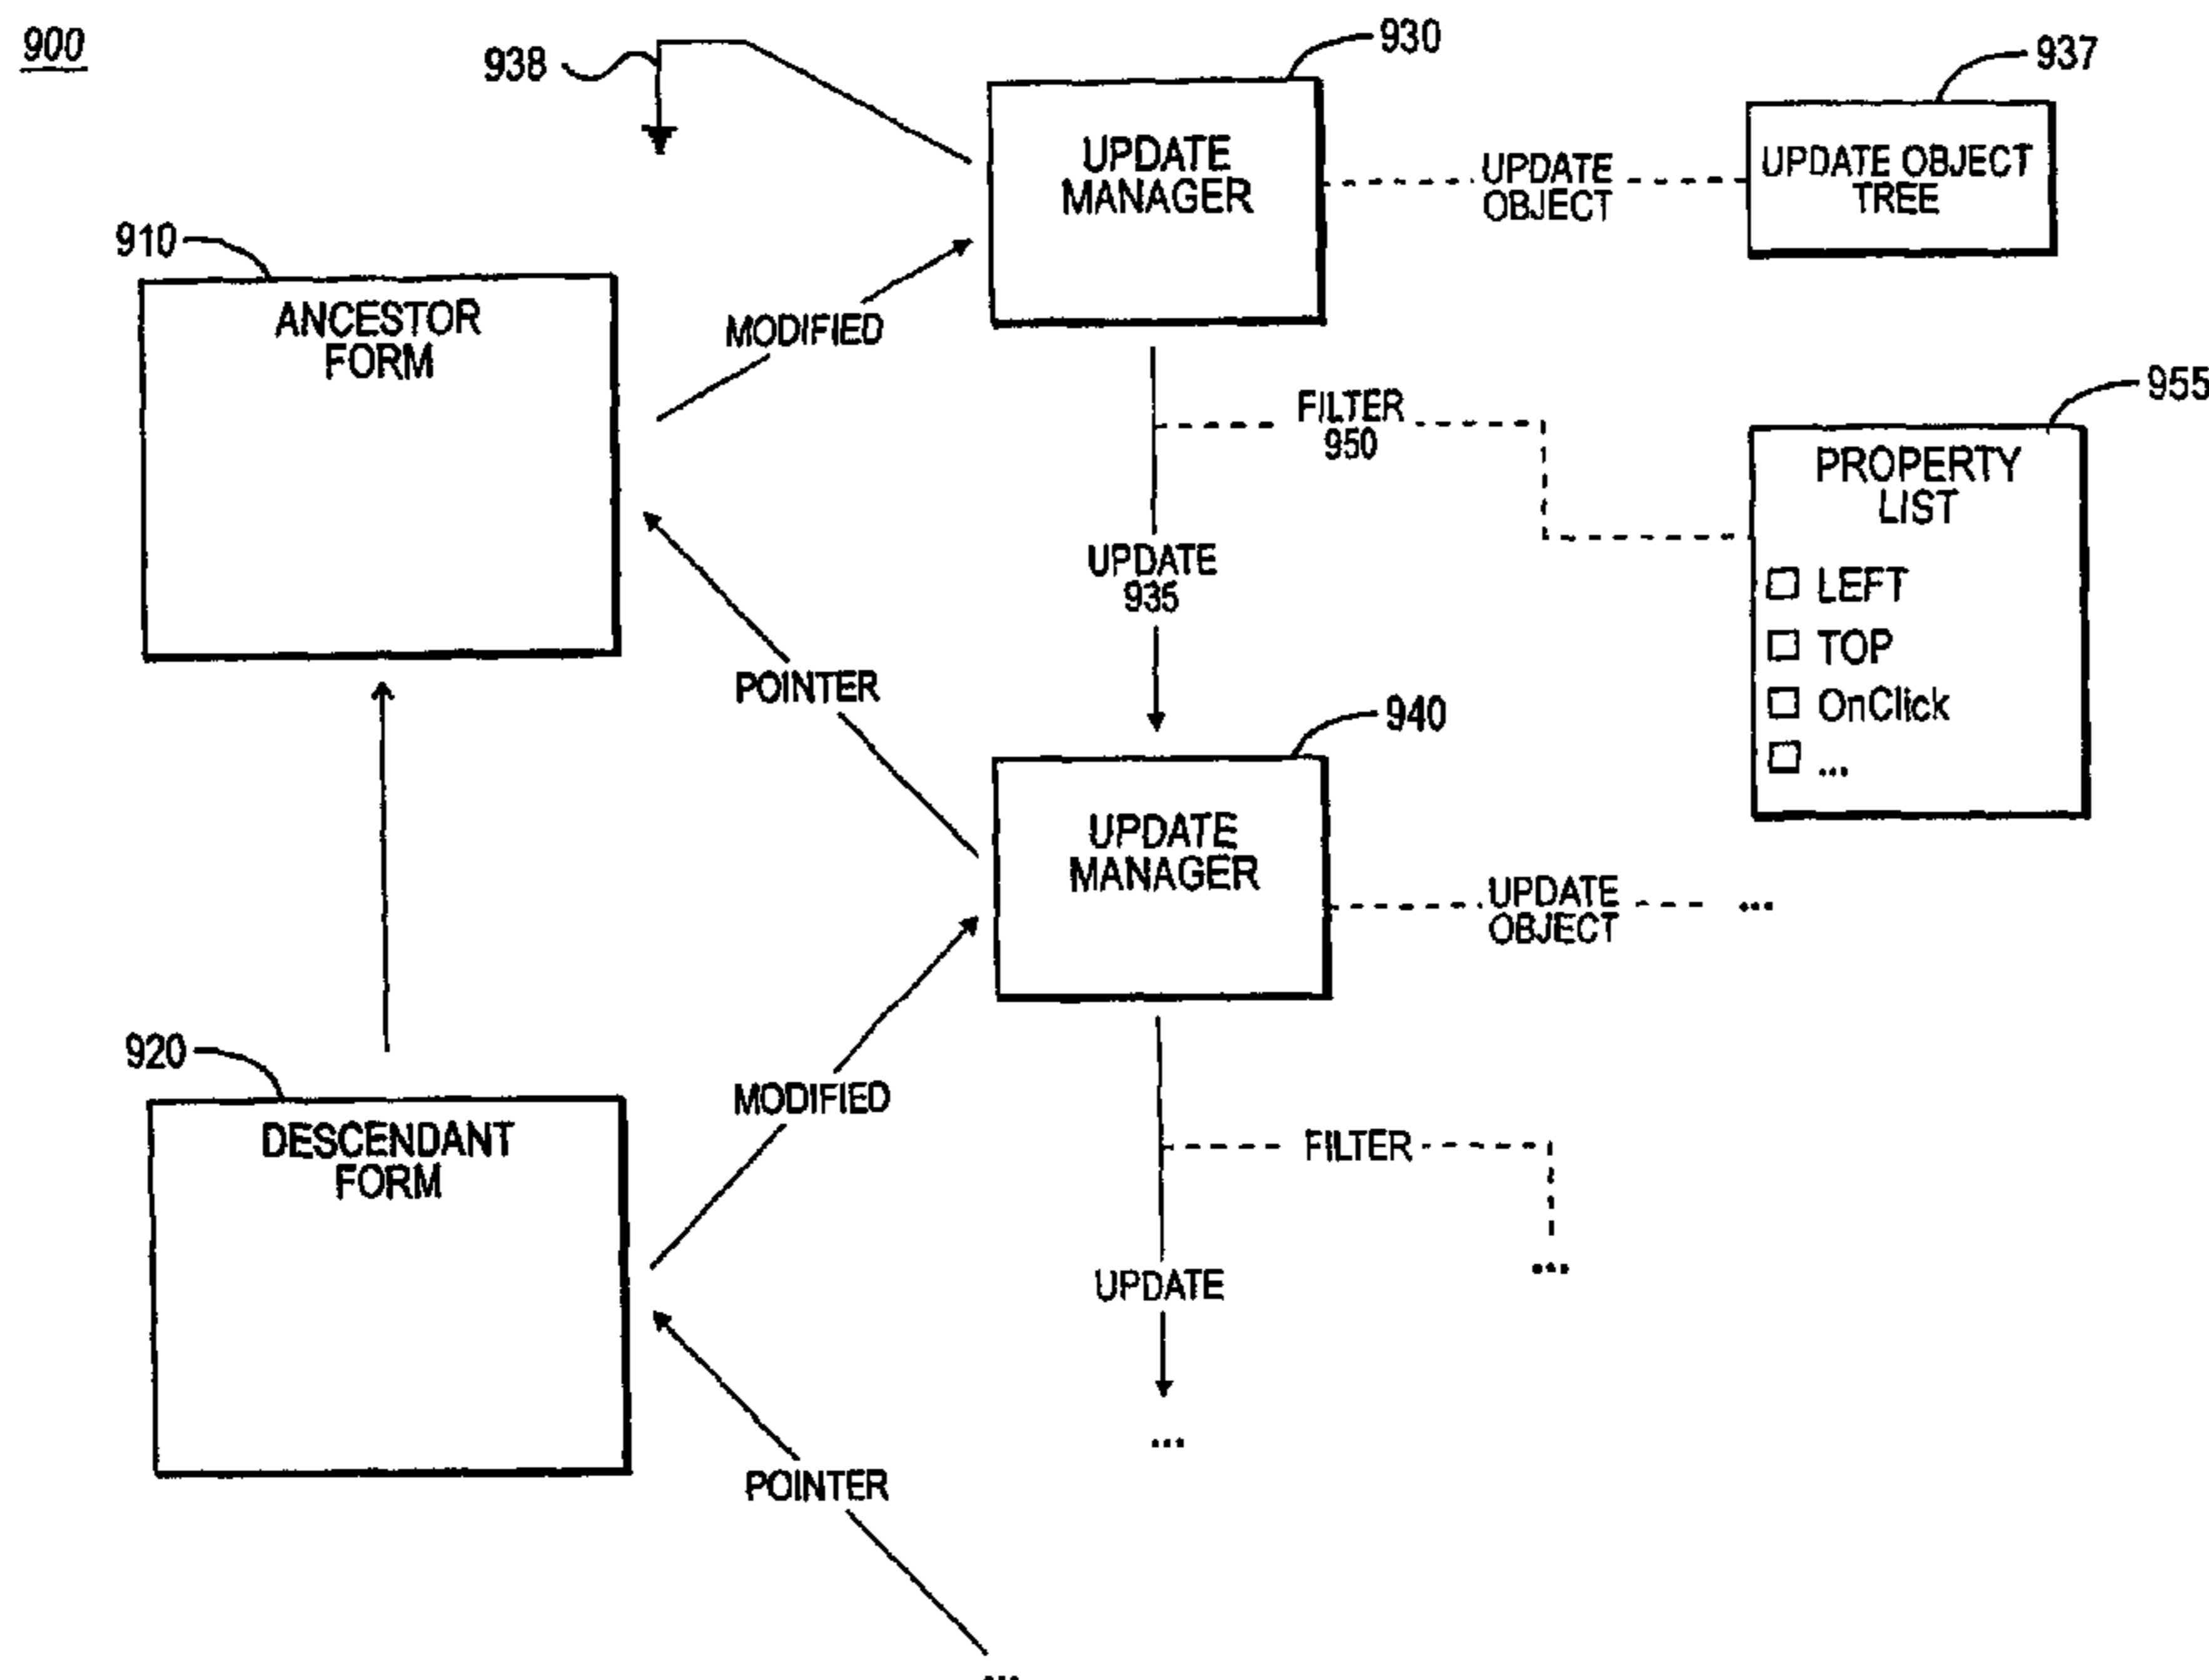 900
938
930
937
UPDATE
MANAGER
UPDATE
OBJECT
UPDATE OBJECT
TREE
910
ANCESTOR
FORM
MODIFIED
FILTER
950
955
PROPERTY
LIST
LEFT
TOP
OnClick
...
UPDATE
935
POINTER
940
UPDATE
MANAGER
UPDATE
OBJECT
...
920
DESCENDANT
FORM
MODIFIED
FILTER
...
UPDATE
...
POINTER
...